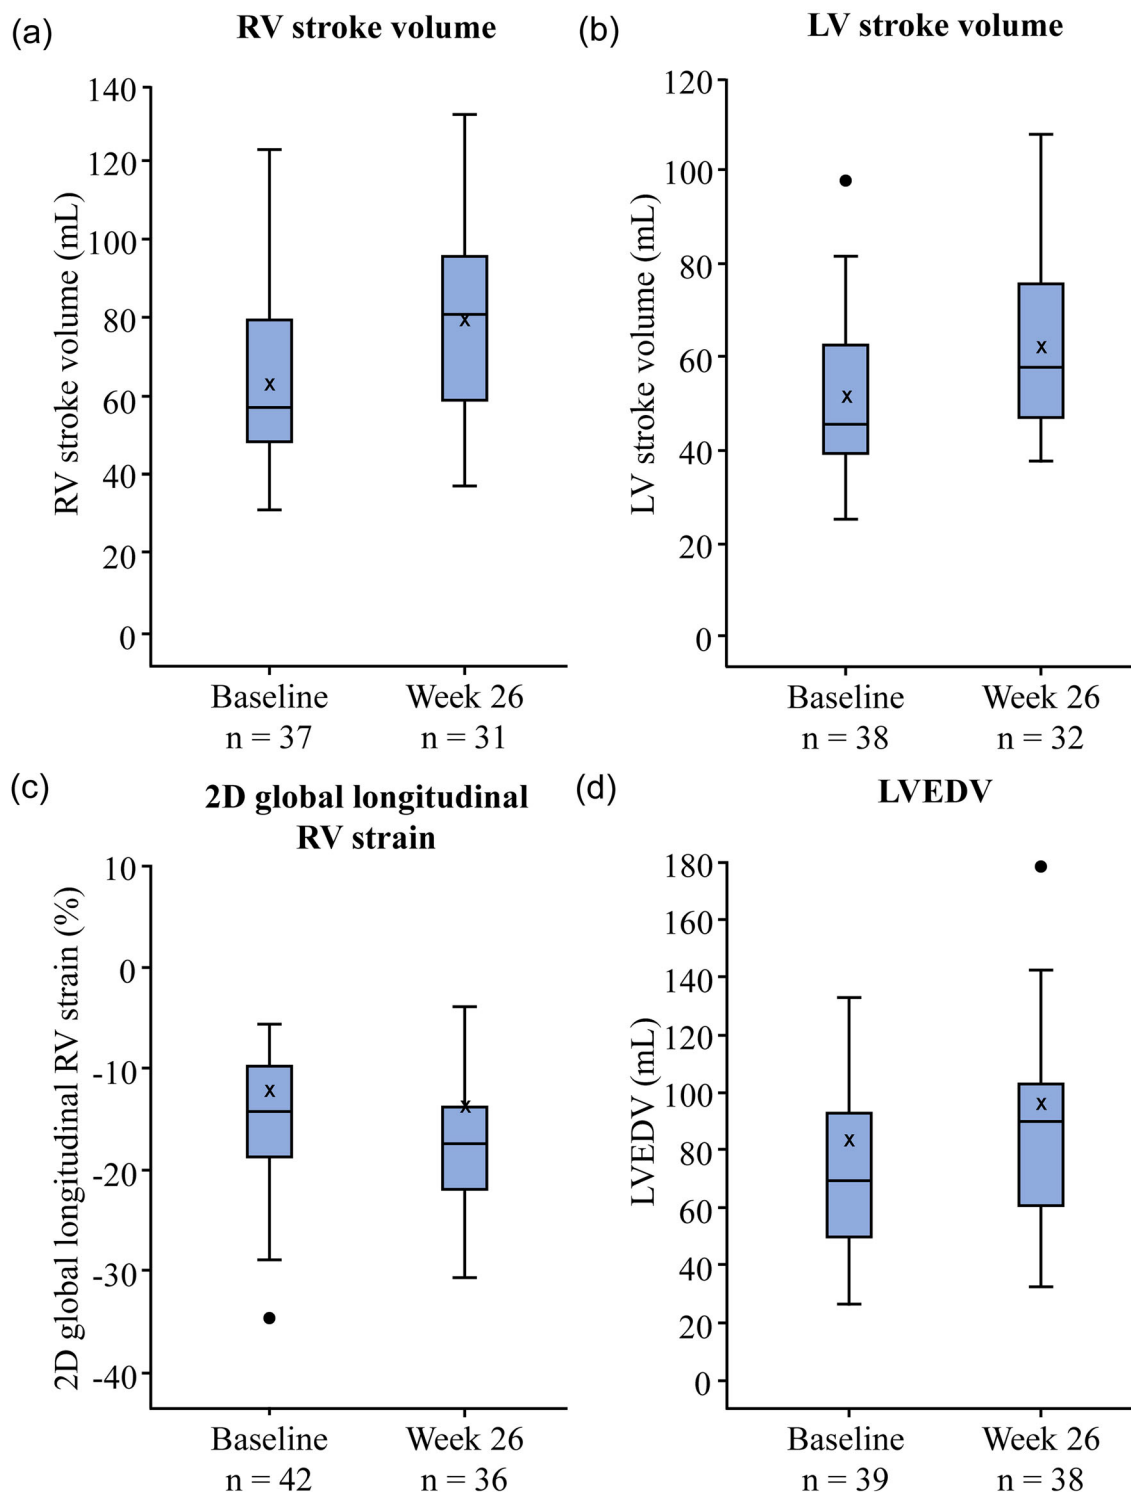 (a)
RV stroke volume
RV stroke volume (mL)
140
120
100
80
60
40
20
0
Baseline
n = 37
Week 26
n = 31
x
x
(b)
LV stroke volume
LV stroke volume (mL)
120
100
80
60
40
20
0
Baseline
n = 38
Week 26
n = 32
x
x
(c)
2D global longitudinal
RV strain
2D global longitudinal RV strain (%)
10
0
-10
-20
-30
-40
Baseline
n = 42
Week 26
n = 36
x
x
(d)
LVEDV
LVEDV (mL)
180
160
140
120
100
80
60
40
20
0
Baseline
n = 39
Week 26
n = 38
x
x